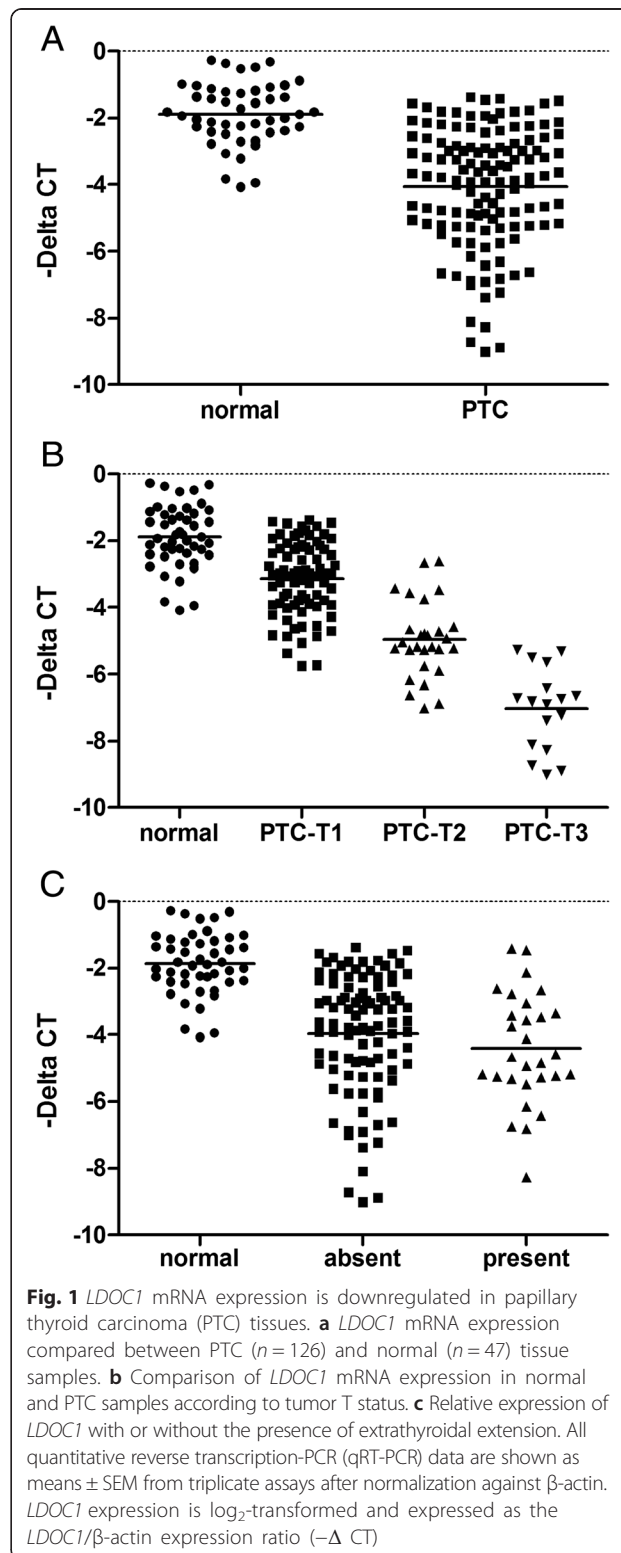 A
0
-2
-4
-6
-8
-10
-Delta CT
normal PTC
B
0
-2
-4
-6
-8
-10
-Delta CT
normal PTC-T1 PTC-T2 PTC-T3
C
0
-2
-4
-6
-8
-10
-Delta CT
normal absent present
Fig. 1 LDOC1 mRNA expression is downregulated in papillary
thyroid carcinoma (PTC) tissues. a LDOC1 mRNA expression
compared between PTC (n = 126) and normal (n = 47) tissue
samples. b Comparison of LDOC1 mRNA expression in normal
and PTC samples according to tumor T status. c Relative expression of
LDOC1 with or without the presence of extrathyroidal extension. All
quantitative reverse transcription-PCR (qRT-PCR) data are shown as
means ± SEM from triplicate assays after normalization against β-actin.
LDOC1 expression is log₂-transformed and expressed as the
LDOC1/β-actin expression ratio (−Δ CT)